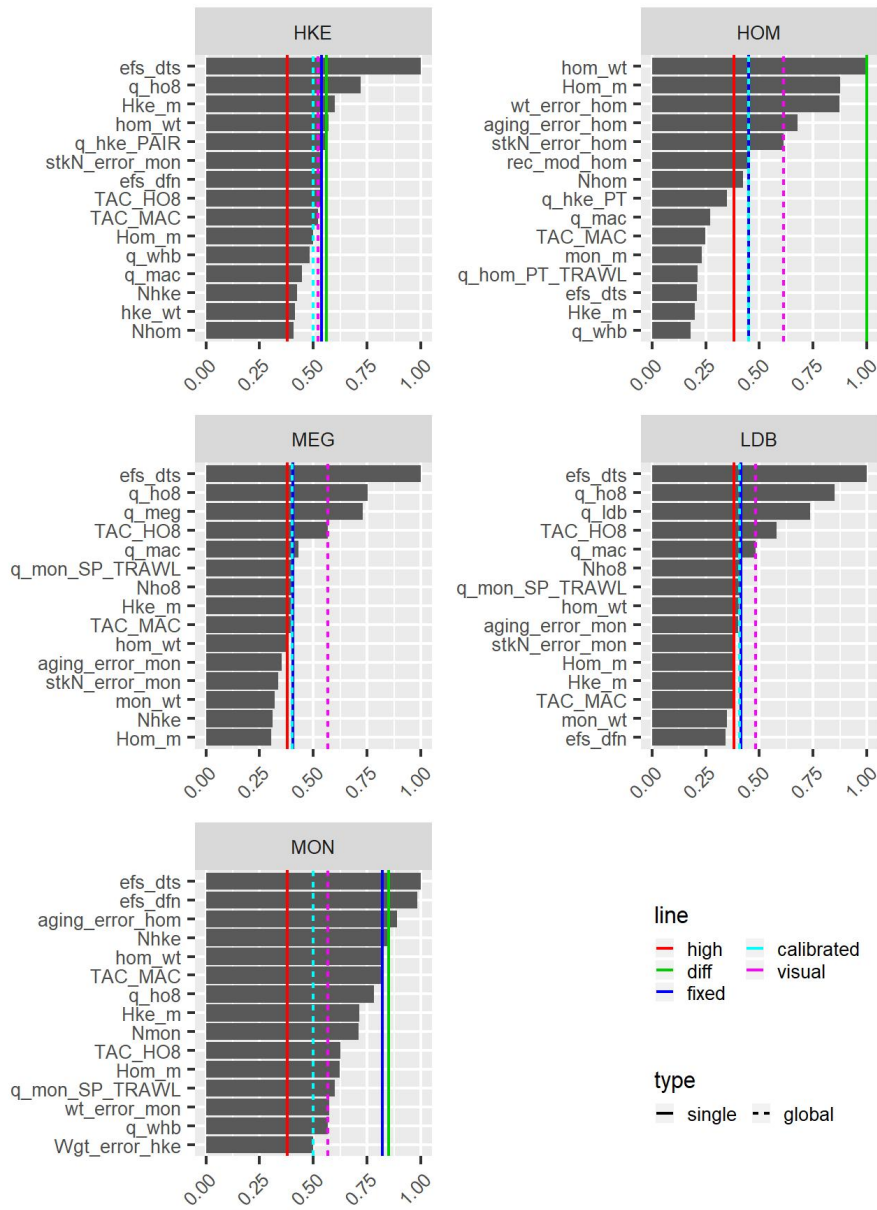 HKE
efs_dts
q_ho8
Hke_m
hom_wt
q_hke_PAIR
stkN_error_mon
efs_dfn
TAC_HO8
TAC_MAC
Hom_m
q_whb
q_mac
Nhke
hke_wt
Nhom
0.00 0.25 0.50 0.75 1.00
HOM
hom_wt
Hom_m
wt_error_hom
aging_error_hom
stkN_error_hom
rec_mod_hom
Nhom
q_hke_PT
q_mac
TAC_MAC
mon_m
q_hom_PT_TRAWL
efs_dts
Hke_m
q_whb
0.00 0.25 0.50 0.75 1.00
MEG
efs_dts
q_ho8
q_meg
TAC_HO8
q_mac
q_mon_SP_TRAWL
Nho8
Hke_m
TAC_MAC
hom_wt
aging_error_mon
stkN_error_mon
mon_wt
Nhke
Hom_m
0.00 0.25 0.50 0.75 1.00
LDB
efs_dts
q_ho8
q_ldb
TAC_HO8
q_mac
Nho8
q_mon_SP_TRAWL
hom_wt
aging_error_mon
stkN_error_mon
Hom_m
Hke_m
TAC_MAC
mon_wt
efs_dfn
0.00 0.25 0.50 0.75 1.00
MON
efs_dts
efs_dfn
aging_error_hom
Nhke
hom_wt
TAC_MAC
q_ho8
Hke_m
Nmon
TAC_HO8
Hom_m
q_mon_SP_TRAWL
wt_error_mon
q_whb
Wgt_error_hke
0.00 0.25 0.50 0.75 1.00
line
high calibrated
diff visual
fixed
type
single global